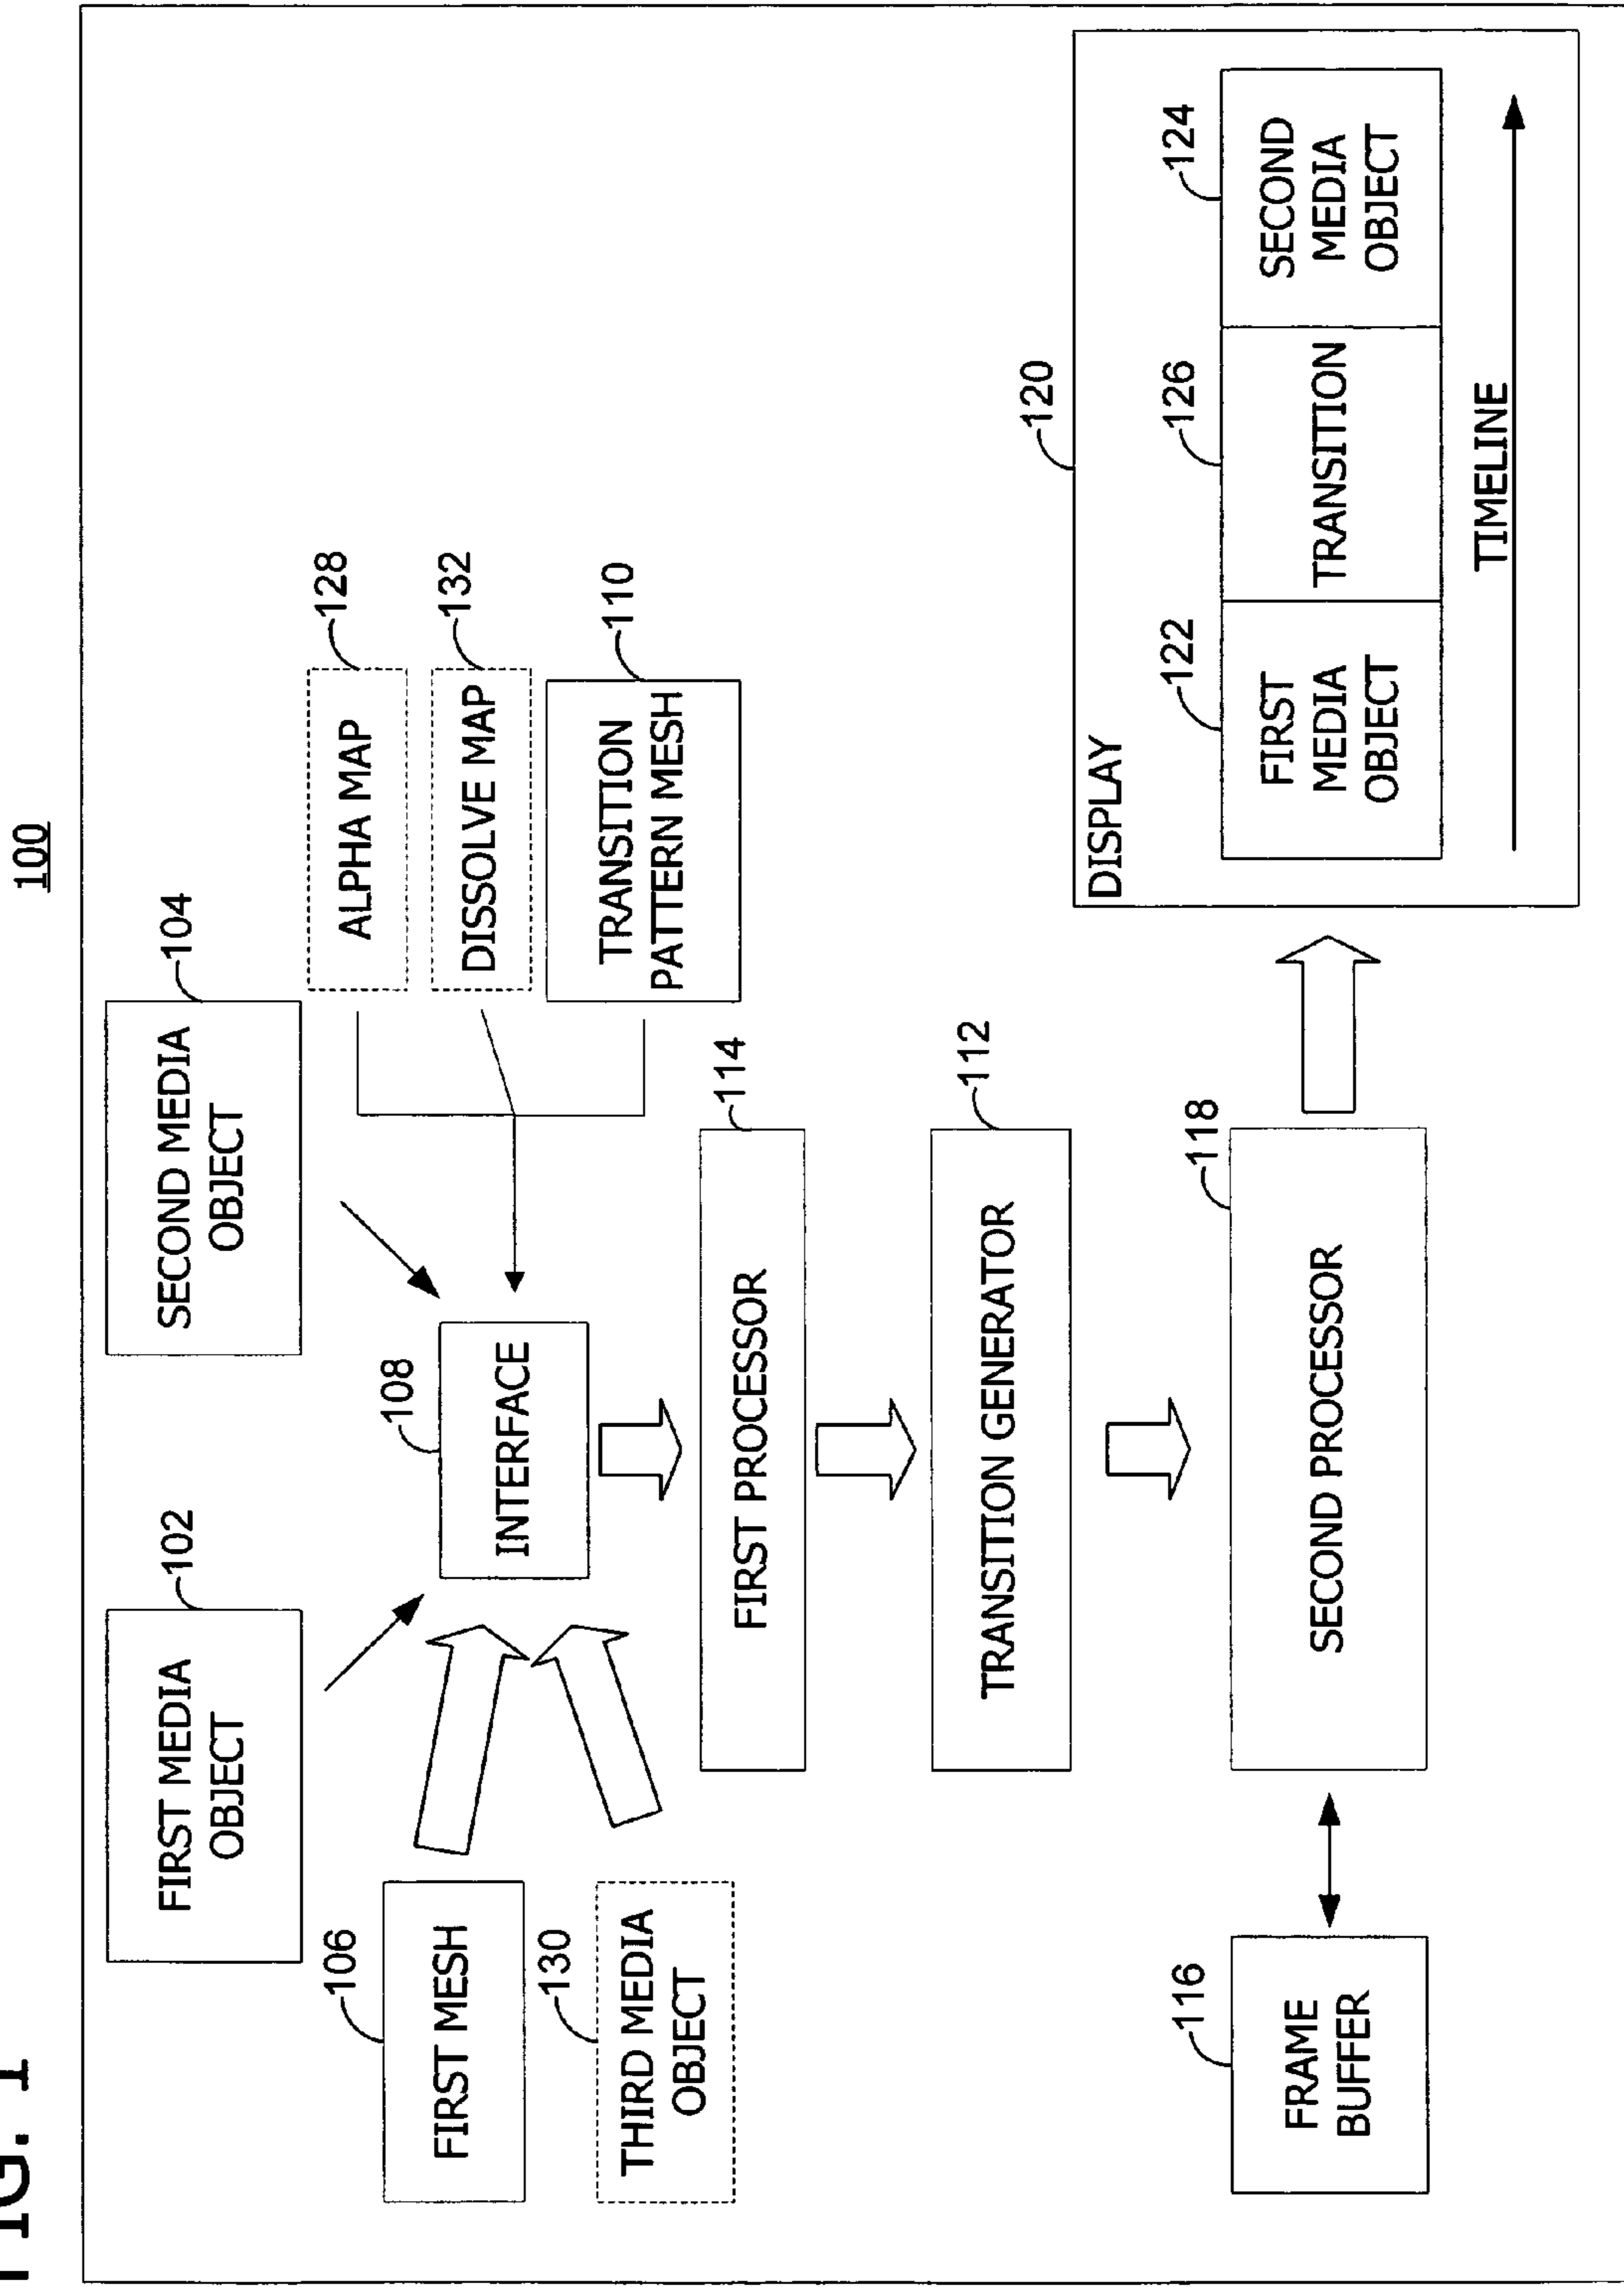 FIG. 1
100
FIRST MEDIA
OBJECT
102
SECOND MEDIA
OBJECT
104
106
FIRST MESH
130
THIRD MEDIA
OBJECT
108
INTERFACE
ALPHA MAP
128
DISSOLVE MAP
132
TRANSITION
PATTERN MESH
110
FIRST PROCESSOR
114
TRANSITION GENERATOR
112
116
FRAME
BUFFER
SECOND PROCESSOR
118
120
DISPLAY
122
126
124
FIRST
MEDIA
OBJECT
TRANSITION
SECOND
MEDIA
OBJECT
TIMELINE